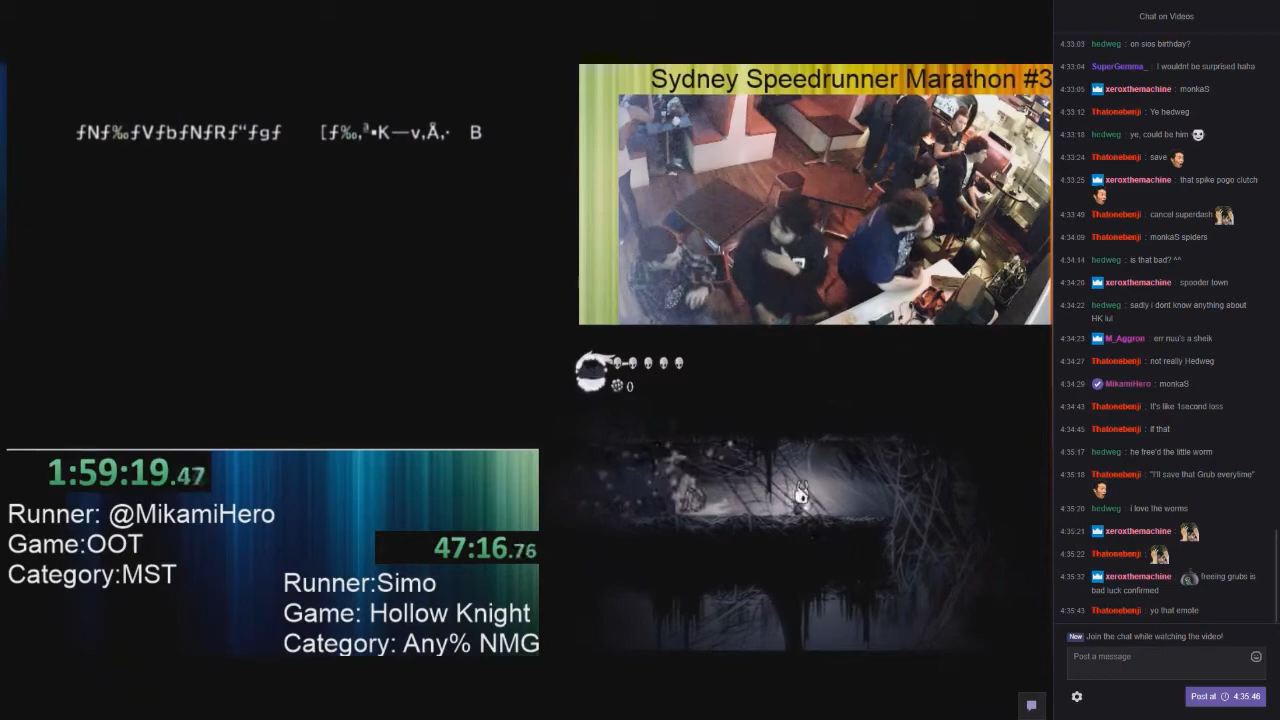 ƒNƒ‰ƒVƒbƒNƒRƒ“ƒgƒ [ƒ‰‚ª•K—v‚Å‚· B
Sydney Speedrunner Marathon #3
0
1:59:19.47
Runner: @MikamiHero
Game:OOT
Category:MST
47:16.76
Runner:Simo
Game: Hollow Knight
Category: Any% NMG
Chat on Videos
4:33:03 hedweg : on sios birthday?
4:33:04 SuperGemma_ : I wouldnt be surprised haha
4:33:05 xeroxthemachine : monkaS
4:33:12 Thatonebenji : Ye hedweg
4:33:18 hedweg : ye, could be him
4:33:24 Thatonebenji : save
4:33:25 xeroxthemachine : that spike pogo clutch
4:33:49 Thatonebenji : cancel superdash
4:34:09 Thatonebenji : monkaS spiders
4:34:14 hedweg : is that bad? ^^
4:34:20 xeroxthemachine : spooder town
4:34:22 hedweg : sadly i dont know anything about
HK lul
4:34:23 M_Aggron : err nuu's a sheik
4:34:27 Thatonebenji : not really Hedweg
4:34:29 MikamiHero : monkaS
4:34:43 Thatonebenji : It's like 1second loss
4:34:45 Thatonebenji : if that
4:35:17 hedweg : he free'd the little worm
4:35:18 Thatonebenji : "I'll save that Grub everytime"
4:35:20 hedweg : i love the worms
4:35:21 xeroxthemachine :
4:35:22 Thatonebenji :
4:35:32 xeroxthemachine : freeing grubs is
bad luck confirmed
4:35:43 Thatonebenji : yo that emote
New Join the chat while watching the video!
Post a message
Post at 4:35:46